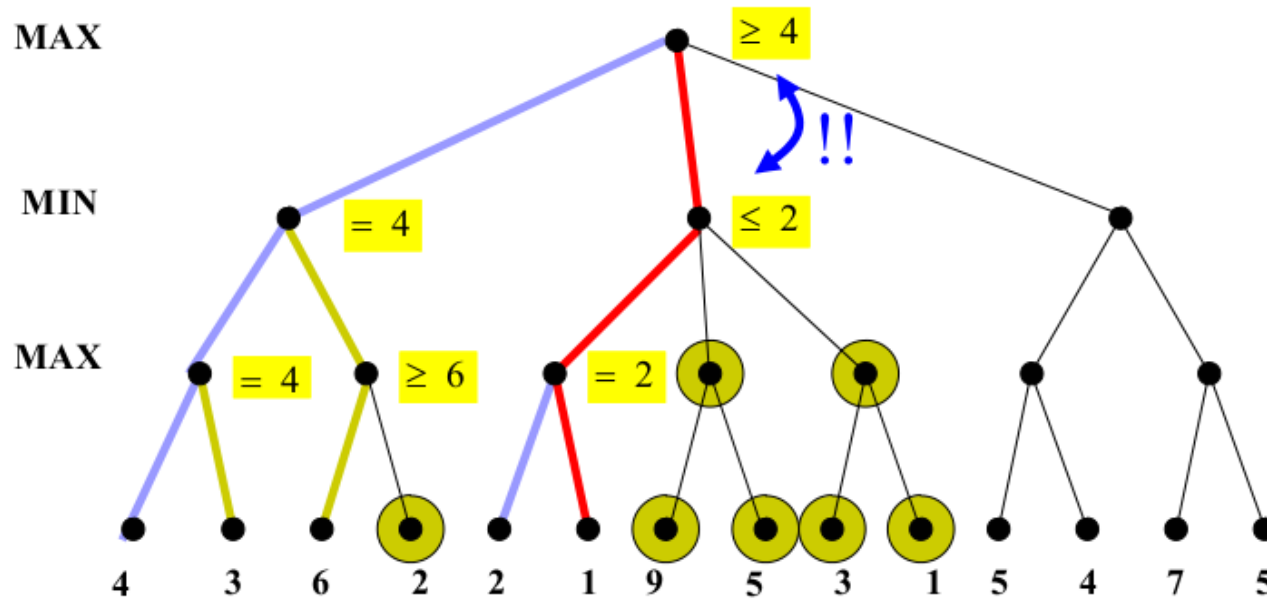 MAX
≥ 4
!!
MIN
= 4
≤ 2
MAX
= 4
≥ 6
= 2
4 3 6 2 2 1 9 5 3 1 5 4 7 5